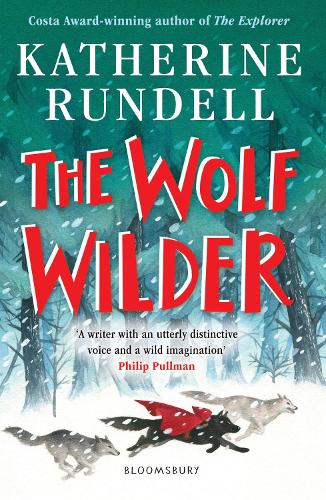 Costa Award-winning author of The Explorer
KATHERINE
RUNDELL
THE WOLF
WILDER
‘A writer with an utterly distinctive
voice and a wild imagination’
Philip Pullman
BLOOMSBURY